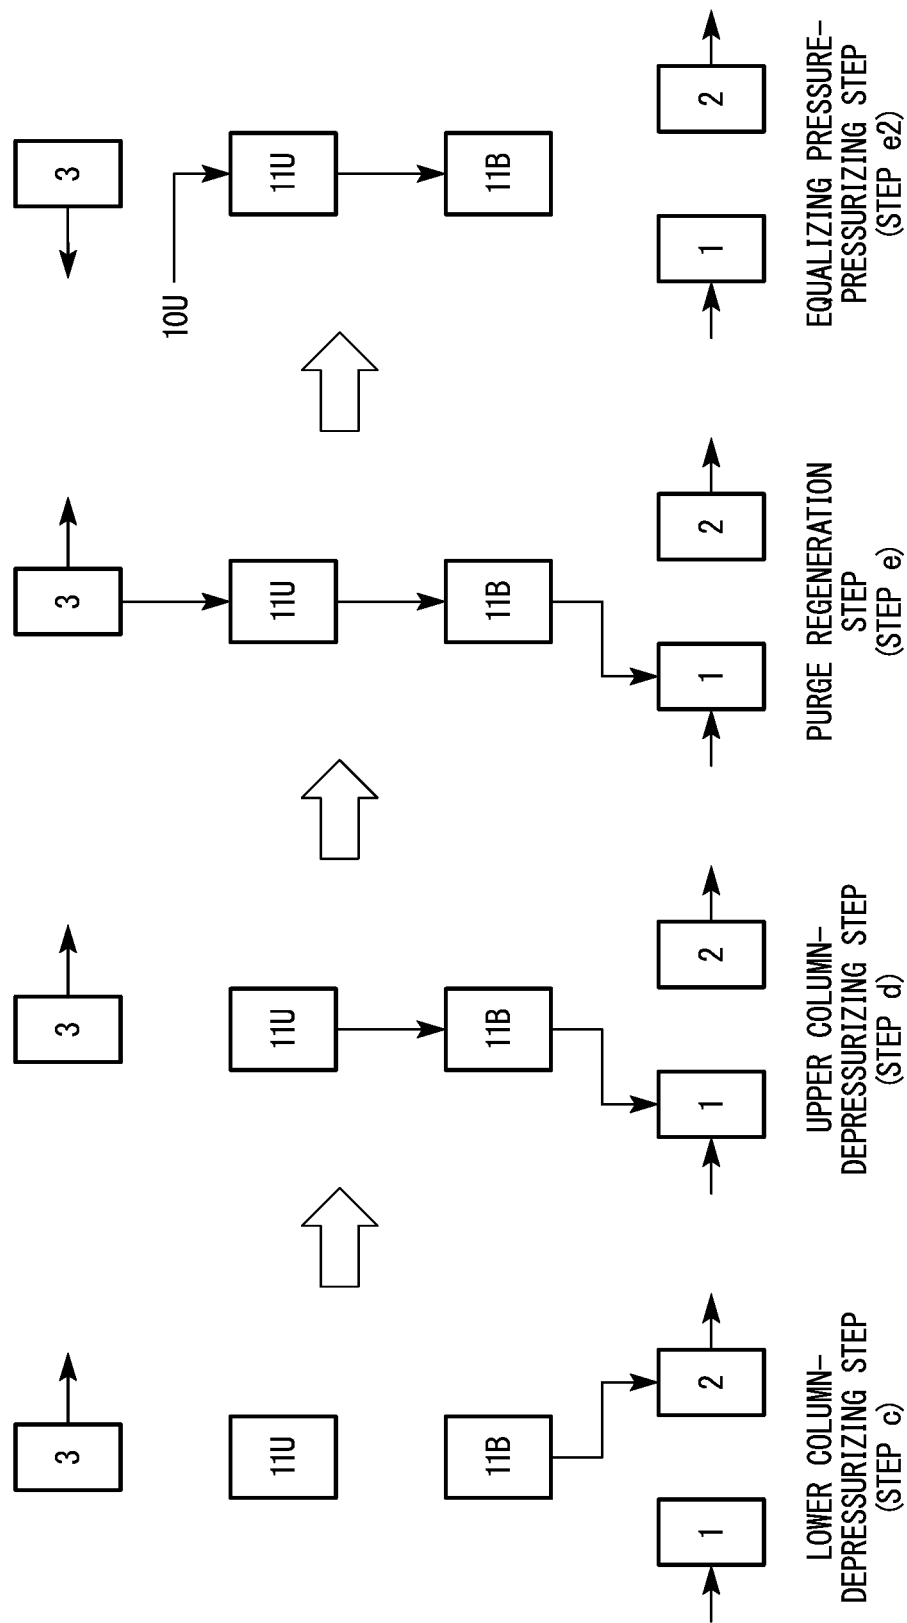 3
11U
11B
1
2
LOWER COLUMN-
DEPRESSURIZING STEP
(STEP c)
3
11U
11B
1
2
UPPER COLUMN-
DEPRESSURIZING STEP
(STEP d)
3
11U
11B
1
2
PURGE REGENERATION
STEP
(STEP e)
3
10U
11U
11B
1
2
EQUALIZING PRESSURE-
PRESSURIZING STEP
(STEP e2)